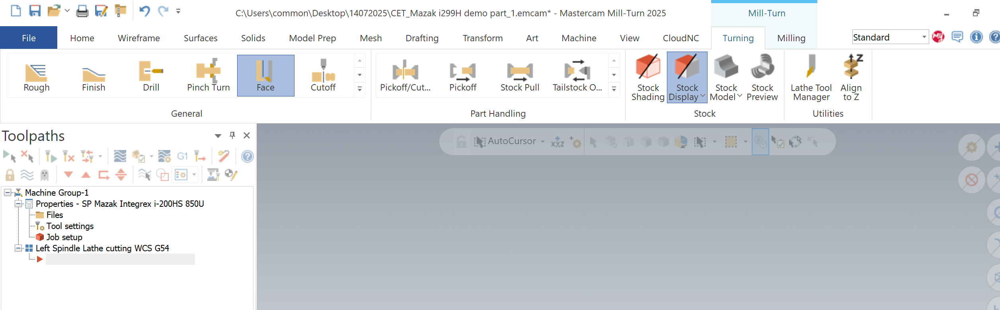 C:\Users\common\Desktop\14072025\CET_Mazak i299H demo part_1.emcam* - Mastercam Mill-Turn 2025
Mill-Turn
File Home Wireframe Surfaces Solids Model Prep Mesh Drafting Transform Art Machine View CloudNC Turning Milling Standard
Rough Finish Drill Pinch Turn Face Cutoff
General
Pickoff/Cut... Pickoff Stock Pull Tailstock O...
Part Handling
Stock Shading
Stock Display
Stock Model
Stock Preview
Stock
Lathe Tool Manager
Align to Z
Utilities
Toolpaths
AutoCursor
X,Y,Z
G1
Machine Group-1
Properties - SP Mazak Integrex i-200HS 850U
Files
Tool settings
Job setup
Left Spindle Lathe cutting WCS G54